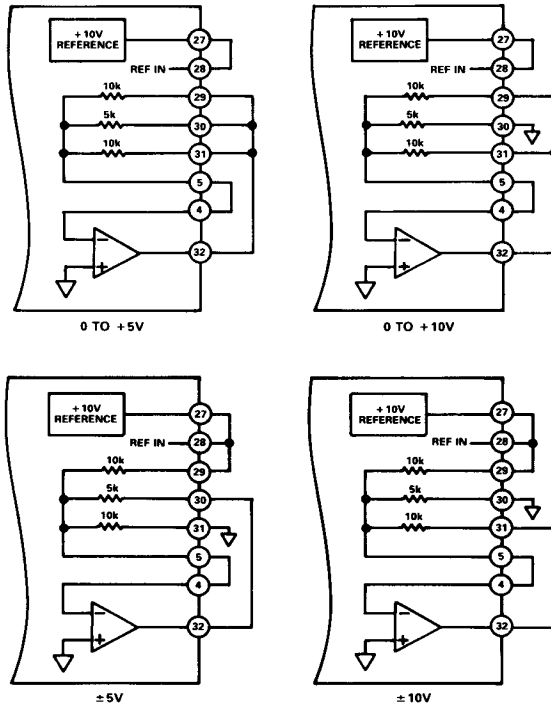 + 10V
REFERENCE
27
REF IN
28
10k
29
5k
30
10k
31
5
4
−
+
32
0 TO +5V
+ 10V
REFERENCE
27
REF IN
28
10k
29
5k
30
10k
31
5
4
−
+
32
0 TO +10V
+ 10V
REFERENCE
27
REF IN
28
10k
29
5k
30
10k
31
5
4
−
+
32
±5V
+ 10V
REFERENCE
27
REF IN
28
10k
29
5k
30
10k
31
5
4
−
+
32
±10V